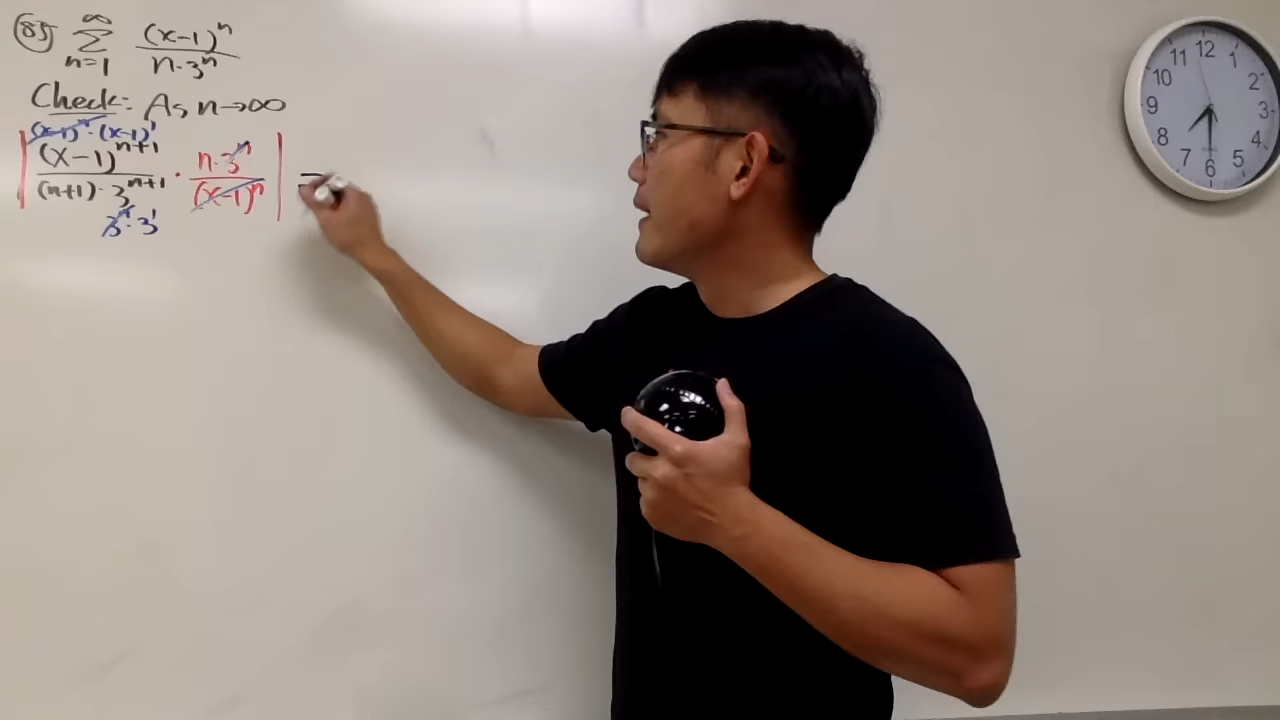 85) ∞ Σ n=1 (x-1)^n / n·3^n
Check: As n→∞
(x-1)^n·(x-1)^1
| (x-1)^{n+1} / (n+1)·3^{n+1} · n·3^n / (x-1)^n | =
3^n·3^1
12
1
2
3
4
5
6
7
8
9
10
11